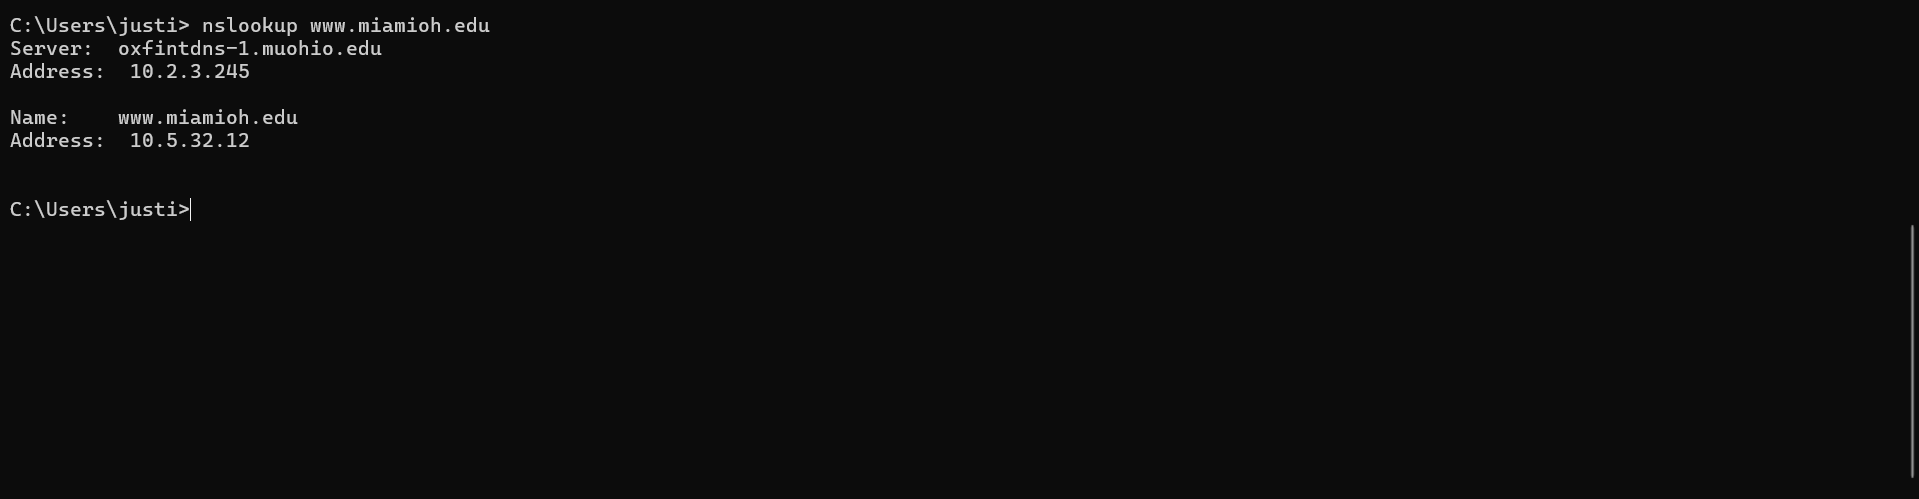 C:\Users\justi> nslookup www.miamioh.edu
Server:  oxfintdns-1.muohio.edu
Address:  10.2.3.245
Name:    www.miamioh.edu
Address:  10.5.32.12
C:\Users\justi>